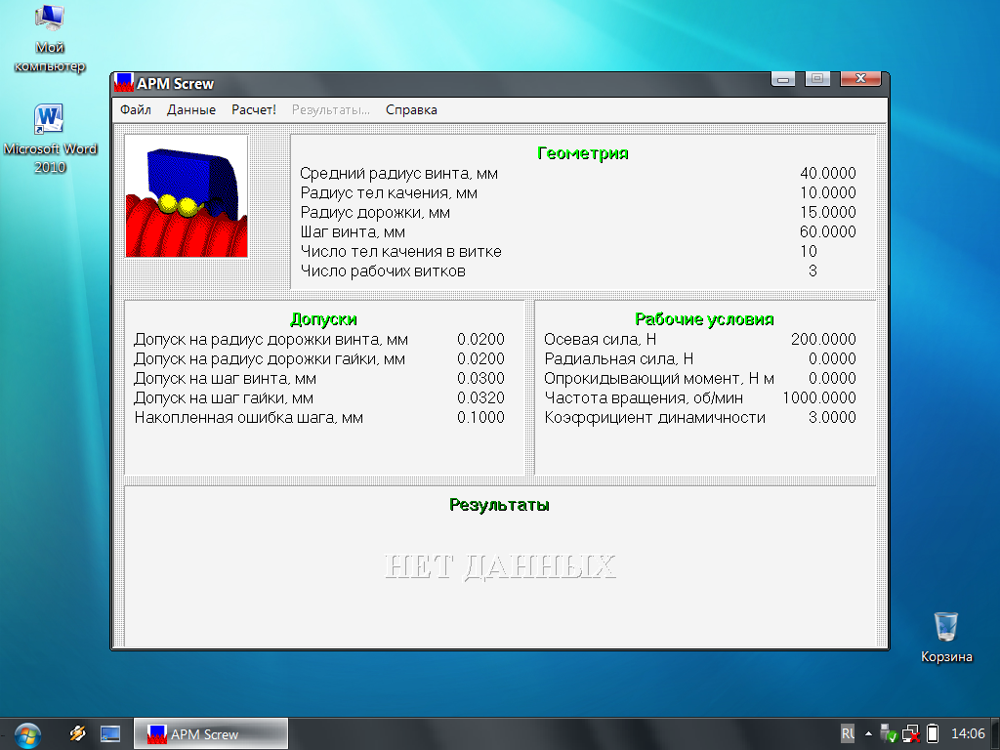 Мой
компьютер
Microsoft Word
2010
APM Screw
Файл Данные Расчет! Результаты... Справка
Геометрия
Средний радиус винта, мм 40.0000
Радиус тел качения, мм 10.0000
Радиус дорожки, мм 15.0000
Шаг винта, мм 60.0000
Число тел качения в витке 10
Число рабочих витков 3
Допуски
Допуск на радиус дорожки винта, мм 0.0200
Допуск на радиус дорожки гайки, мм 0.0200
Допуск на шаг винта, мм 0.0300
Допуск на шаг гайки, мм 0.0320
Накопленная ошибка шага, мм 0.1000
Рабочие условия
Осевая сила, Н 200.0000
Радиальная сила, Н 0.0000
Опрокидывающий момент, Н м 0.0000
Частота вращения, об/мин 1000.0000
Коэффициент динамичности 3.0000
Результаты
НЕТ ДАННЫХ
Корзина
APM Screw
RU
14:06